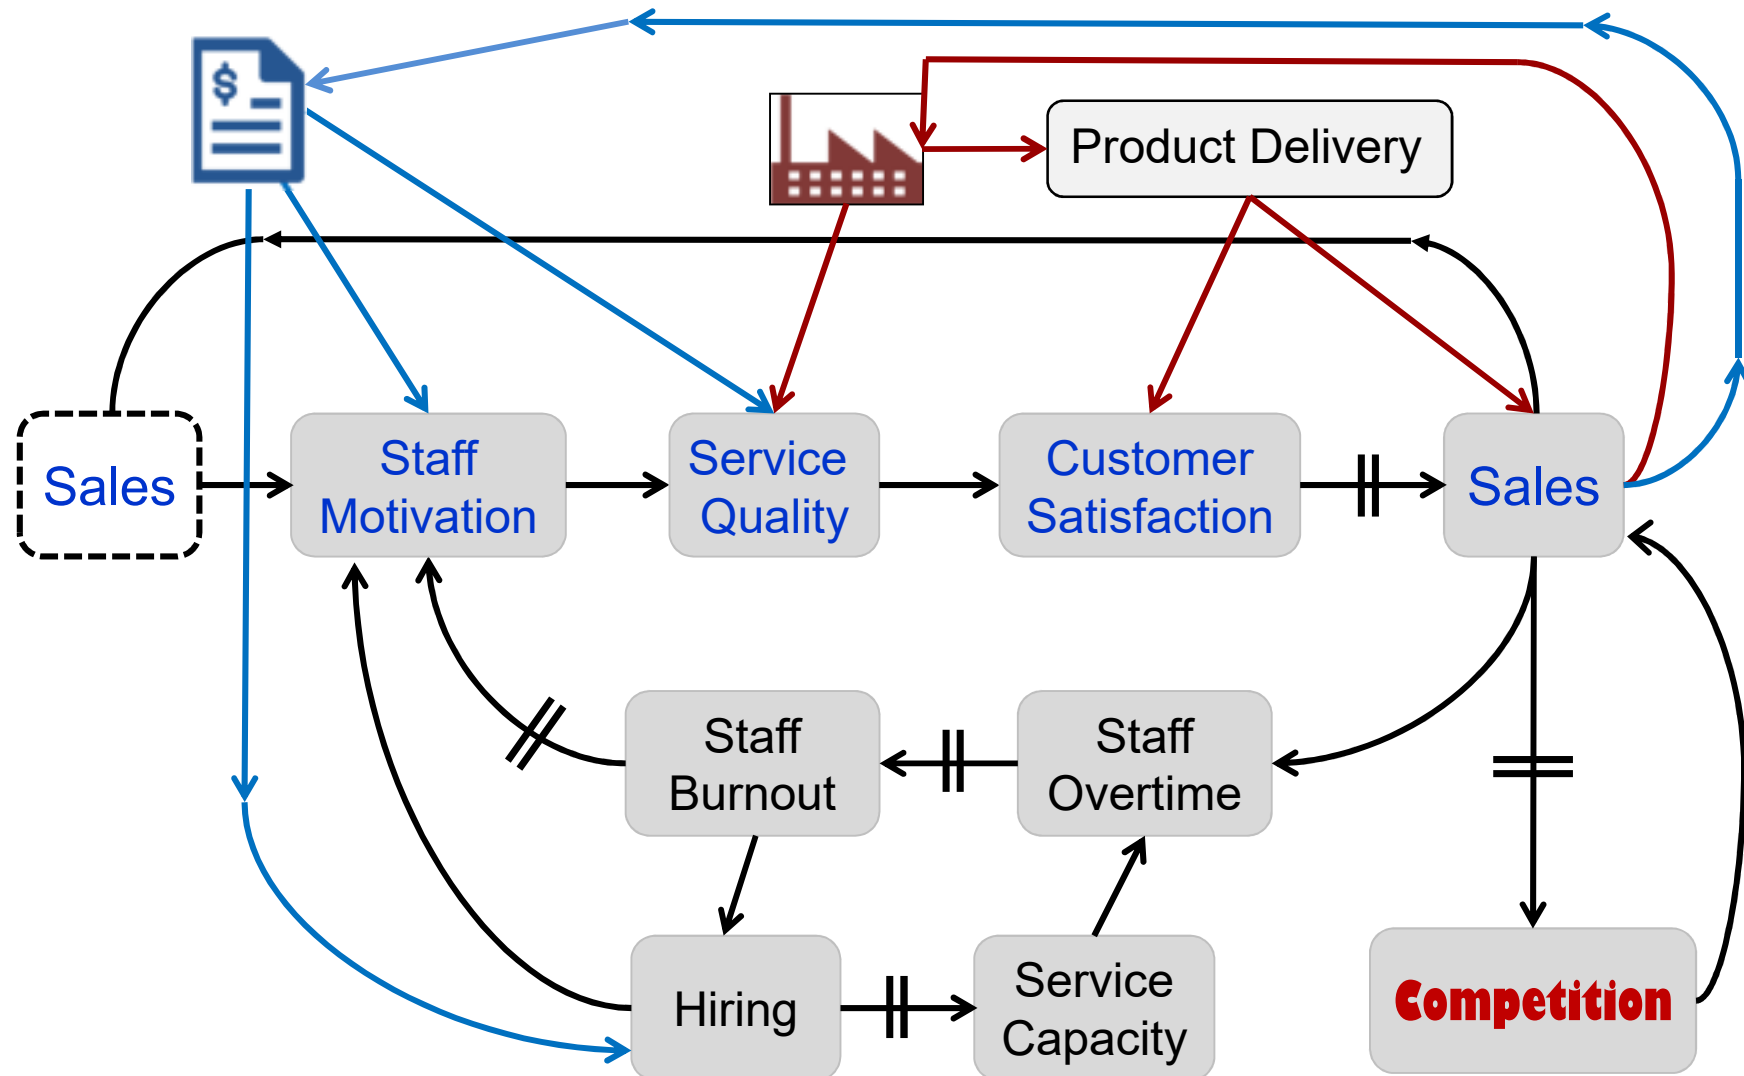 $
Product Delivery
Sales
Staff
Motivation
Service
Quality
Customer
Satisfaction
Sales
Staff
Burnout
Staff
Overtime
Hiring
Service
Capacity
Competition